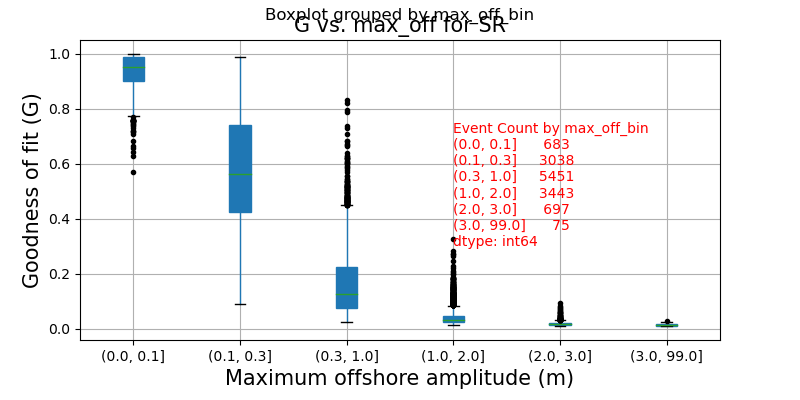 Boxplot grouped by max_off_bin
G vs. max_off for SR
Goodness of fit (G)
1.0
0.8
0.6
0.4
0.2
0.0
Event Count by max_off_bin
(0.0, 0.1] 683
(0.1, 0.3] 3038
(0.3, 1.0] 5451
(1.0, 2.0] 3443
(2.0, 3.0] 697
(3.0, 99.0] 75
dtype: int64
(0.0, 0.1] (0.1, 0.3] (0.3, 1.0] (1.0, 2.0] (2.0, 3.0] (3.0, 99.0]
Maximum offshore amplitude (m)